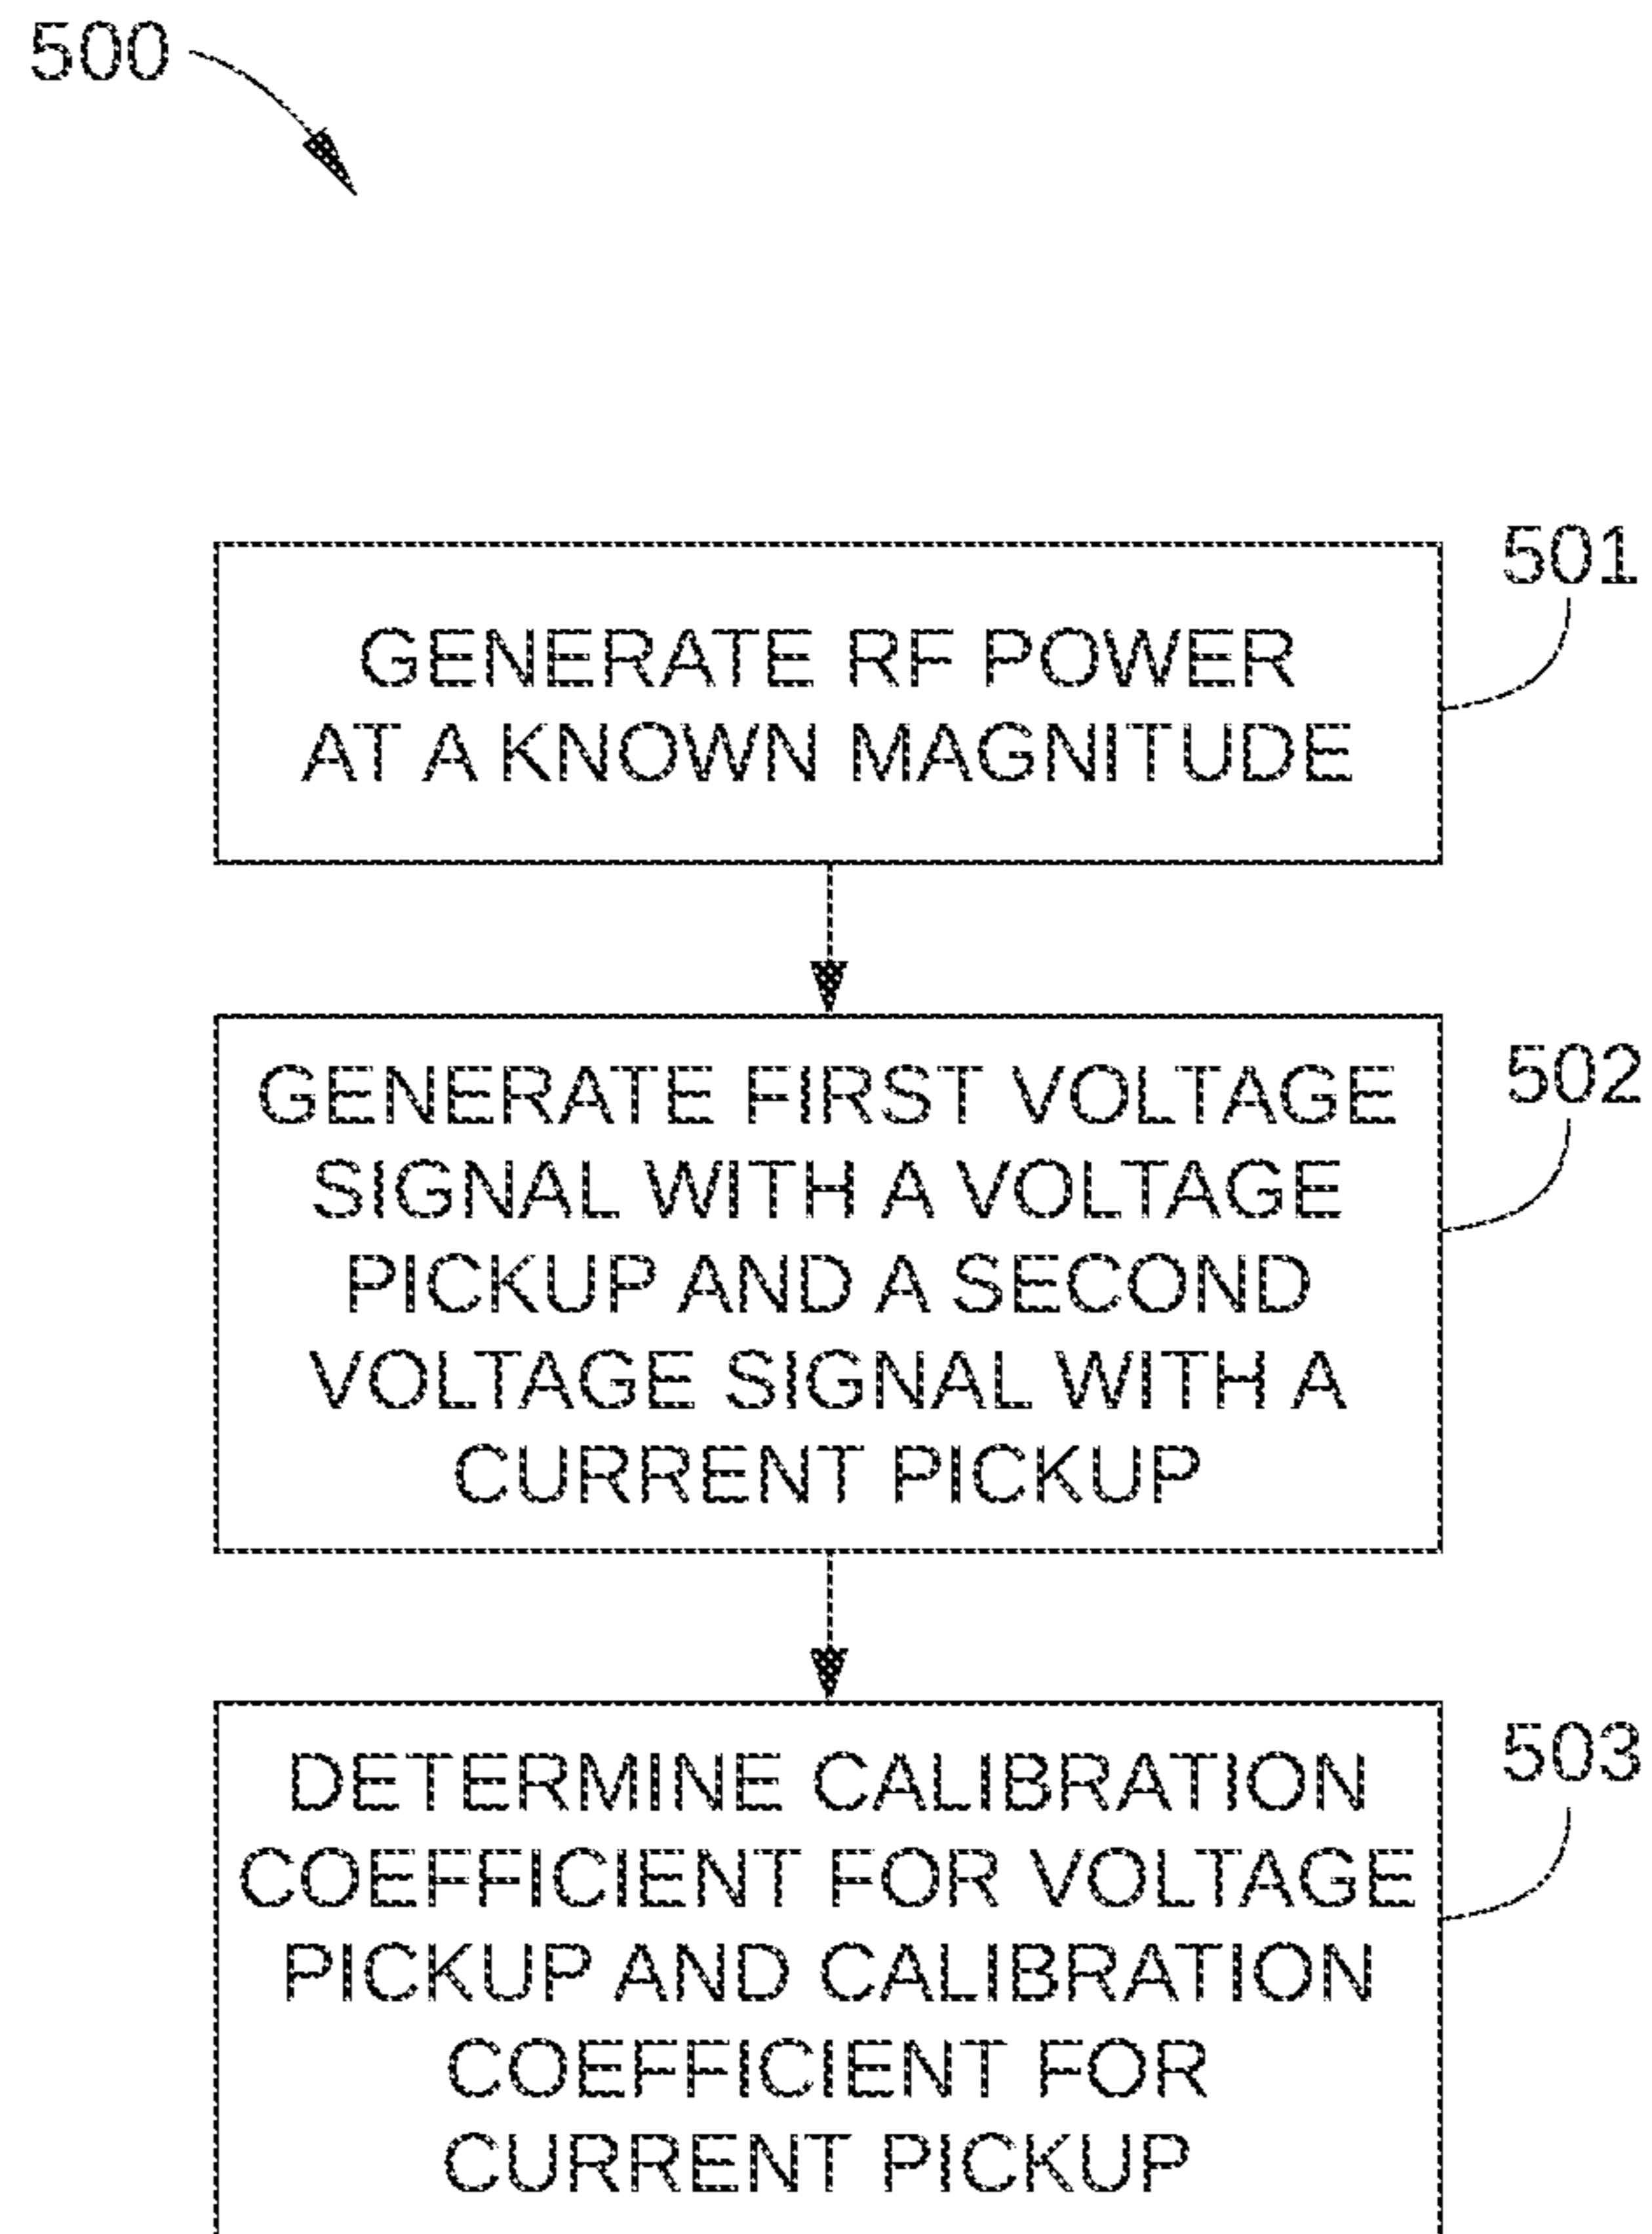 500
501
GENERATE RF POWER
AT A KNOWN MAGNITUDE
502
GENERATE FIRST VOLTAGE
SIGNAL WITH A VOLTAGE
PICKUP AND A SECOND
VOLTAGE SIGNAL WITH A
CURRENT PICKUP
503
DETERMINE CALIBRATION
COEFFICIENT FOR VOLTAGE
PICKUP AND CALIBRATION
COEFFICIENT FOR
CURRENT PICKUP